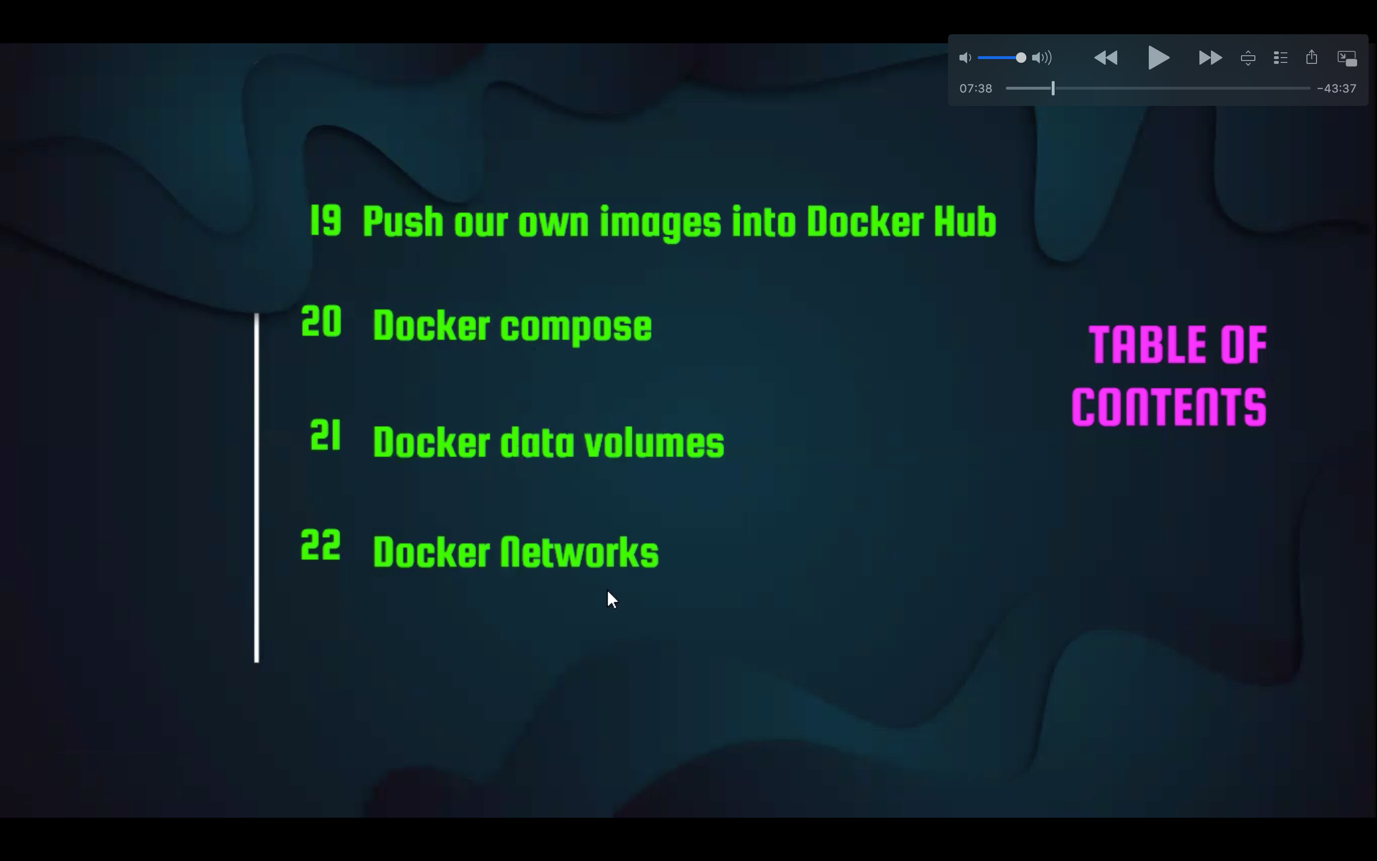 07:38
-43:37
19 Push our own images into Docker Hub
20 Docker compose
21 Docker data volumes
22 Docker Networks
TABLE OF
CONTENTS